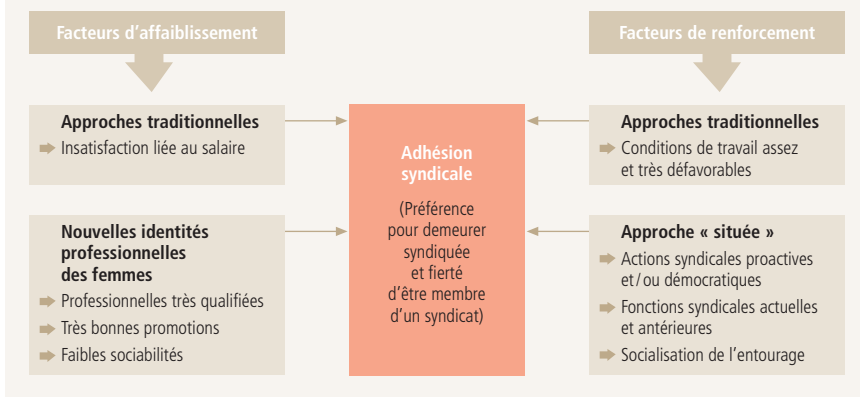 Facteurs d'affaiblissement
Approches traditionnelles
Insatisfaction liée au salaire
Nouvelles identités
professionnelles
des femmes
Professionnelles très qualifiées
Très bonnes promotions
Faibles sociabilités
Adhésion
syndicale
(Préférence
pour demeurer
syndiquée
et fierté
d'être membre
d'un syndicat)
Facteurs de renforcement
Approches traditionnelles
Conditions de travail assez
et très défavorables
Approche « située »
Actions syndicales proactives
et/ou démocratiques
Fonctions syndicales actuelles
et antérieures
Socialisation de l'entourage